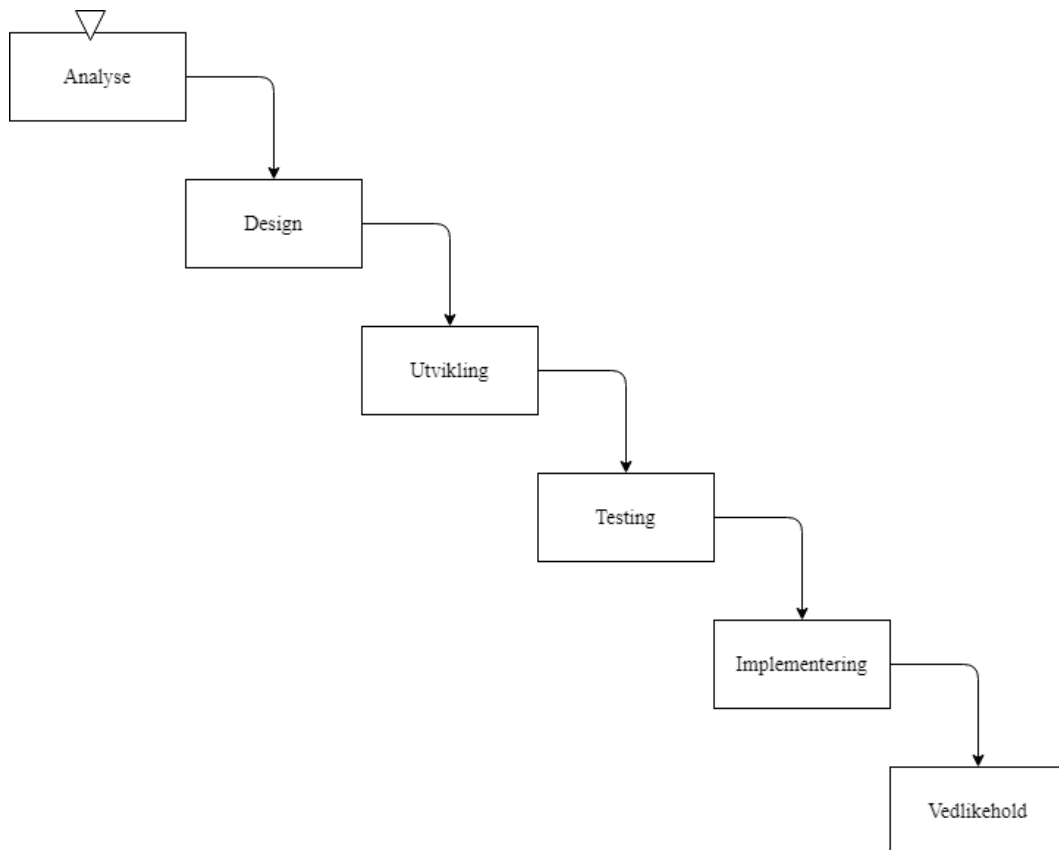 Analyse
Design
Utvikling
Testing
Implementering
Vedlikehold